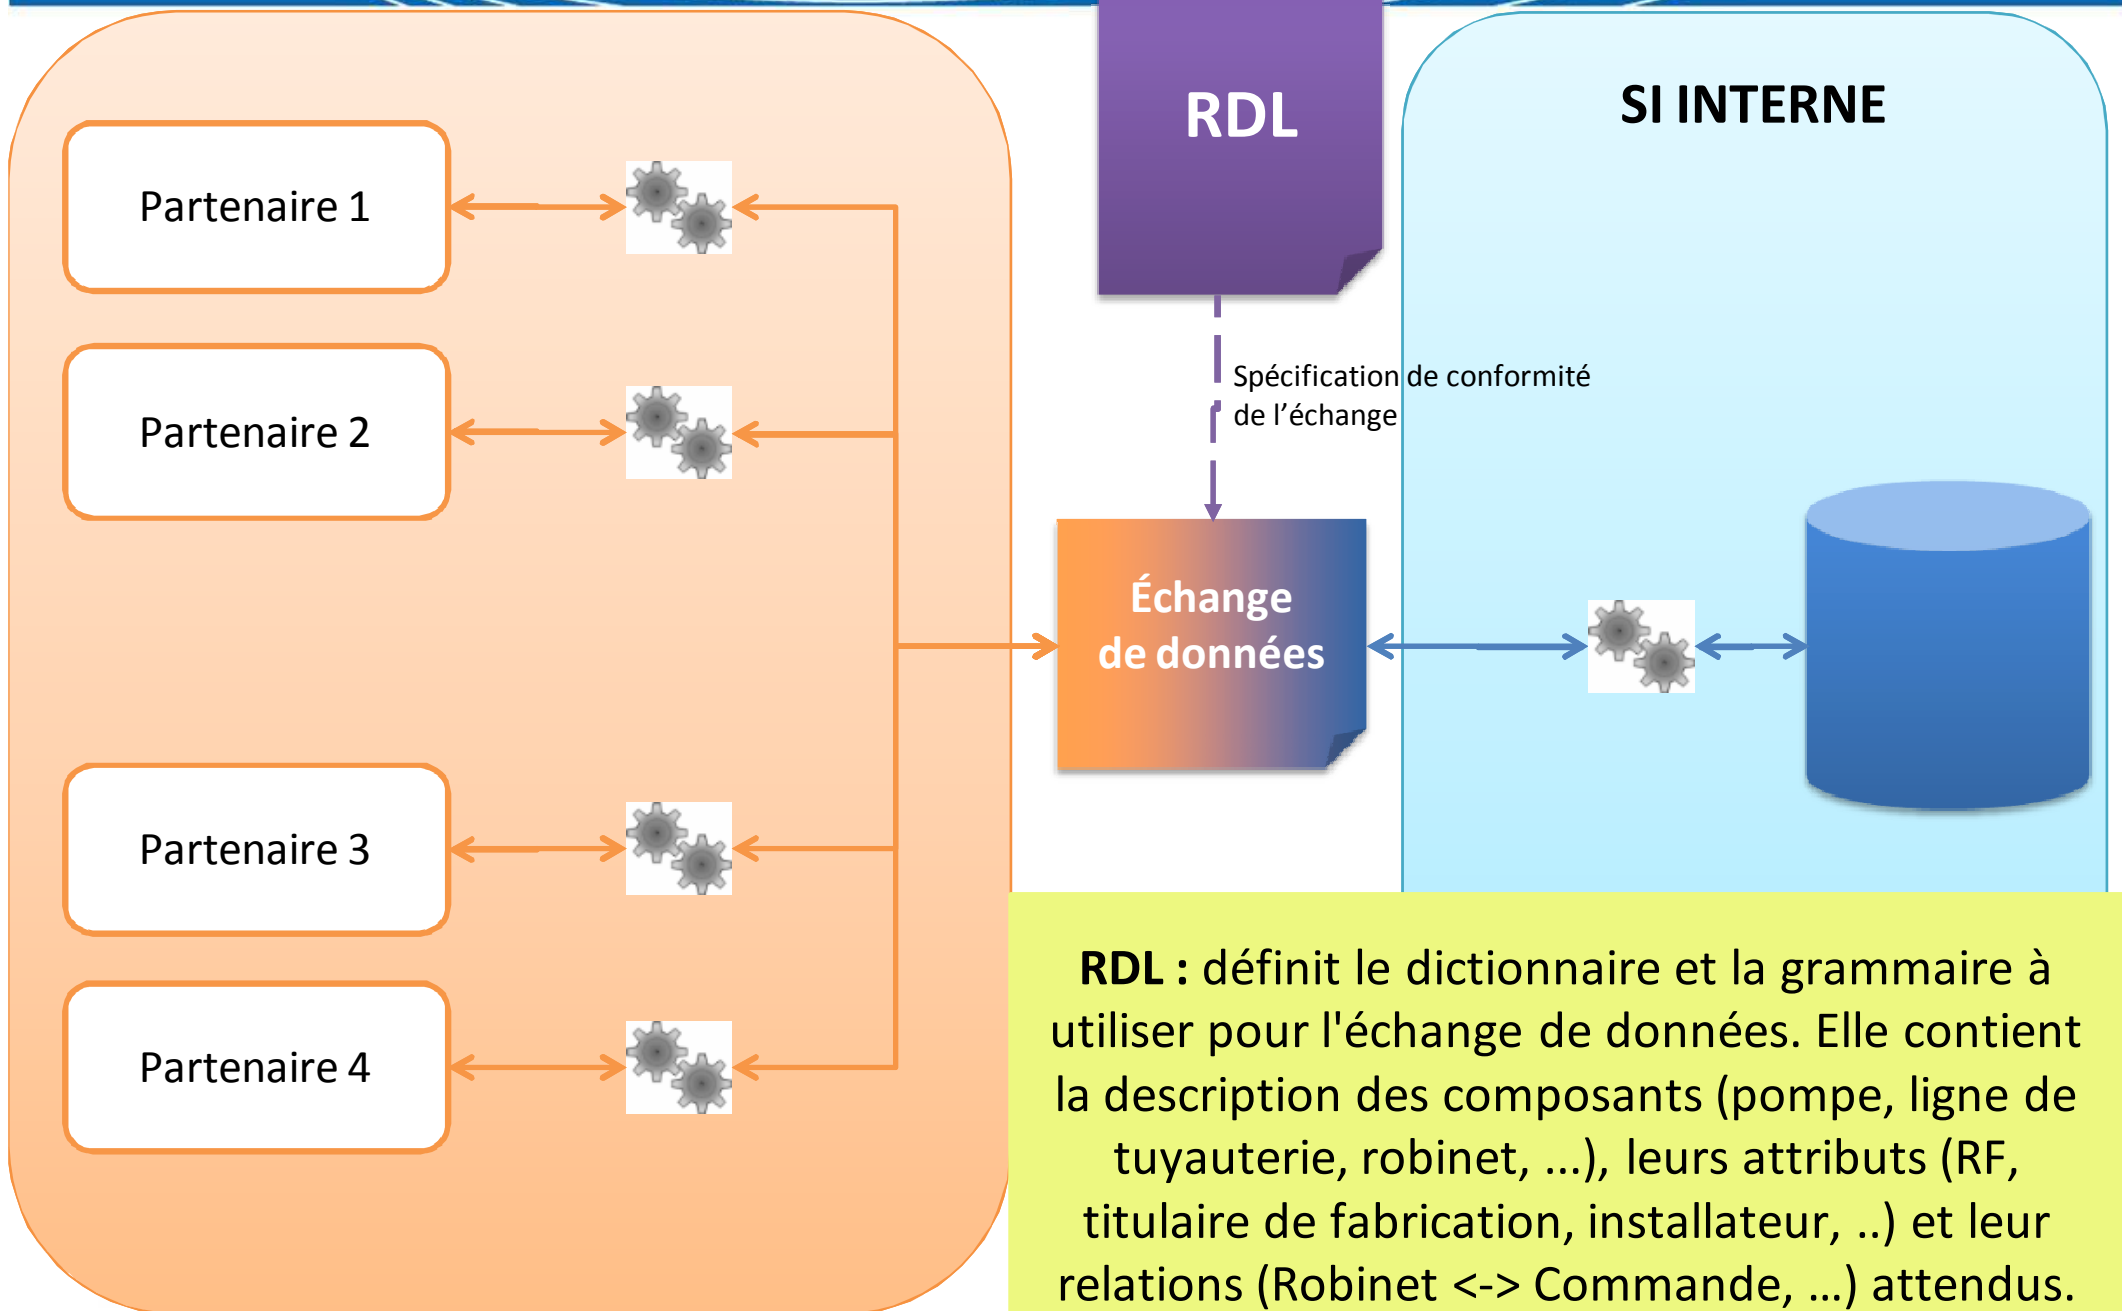 RDL
SI INTERNE
Partenaire 1
Partenaire 2
Spécification de conformité
de l’échange
Échange
de données
Partenaire 3
Partenaire 4
RDL : définit le dictionnaire et la grammaire à
utiliser pour l'échange de données. Elle contient
la description des composants (pompe, ligne de
tuyauterie, robinet, ...), leurs attributs (RF,
titulaire de fabrication, installateur, ..) et leur
relations (Robinet <-> Commande, ...) attendus.